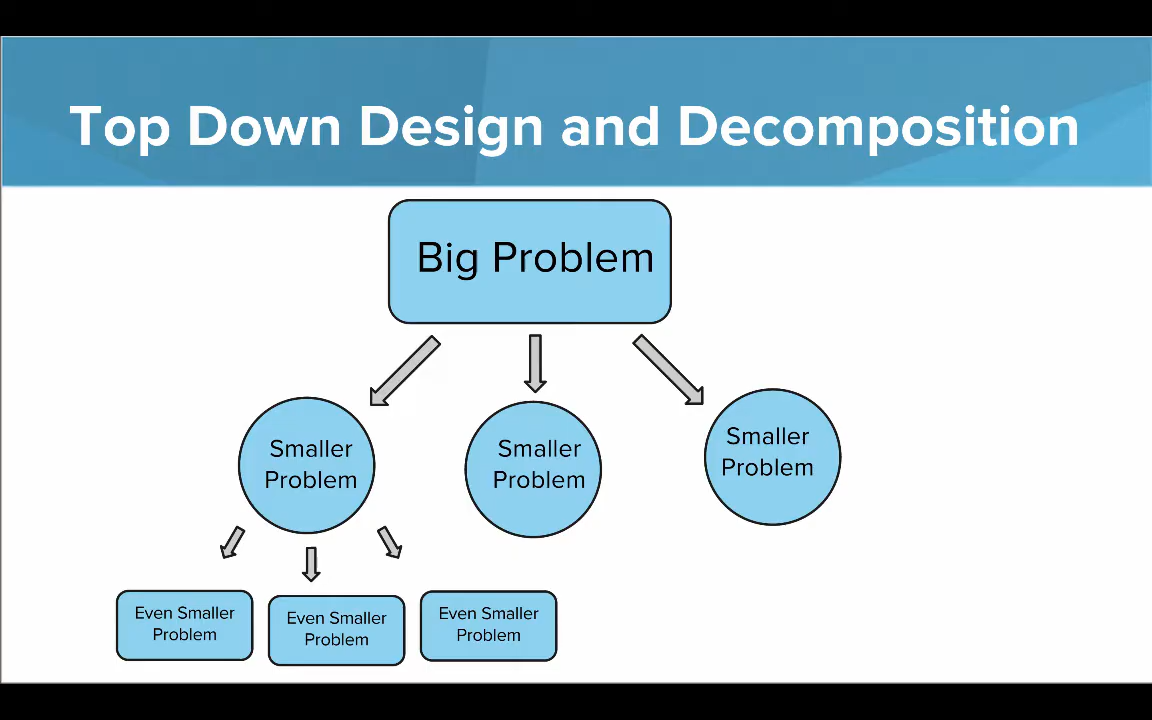 Top Down Design and Decomposition
Big Problem
Smaller
Problem
Smaller
Problem
Smaller
Problem
Even Smaller
Problem
Even Smaller
Problem
Even Smaller
Problem